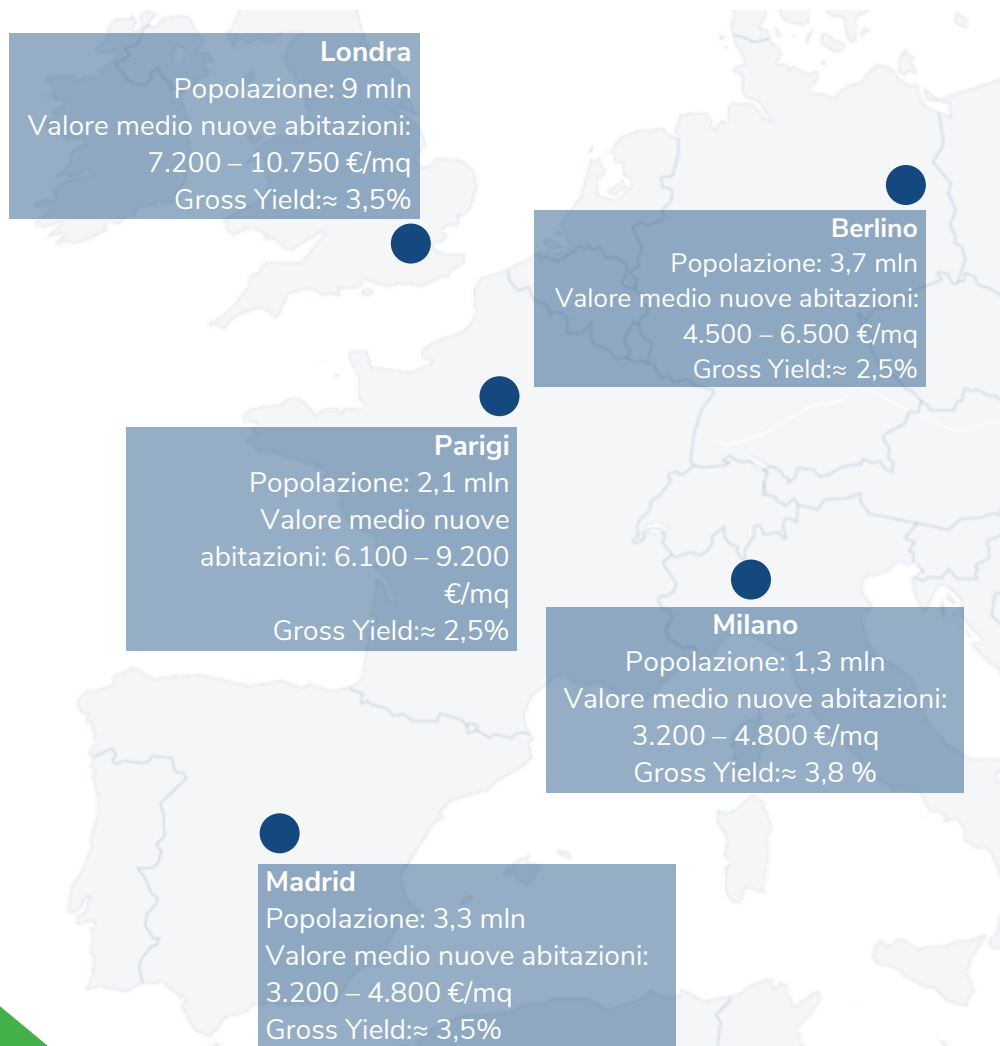 Londra
Popolazione: 9 mln
Valore medio nuove abitazioni:
7.200 – 10.750 €/mq
Gross Yield:≈ 3,5%
Berlino
Popolazione: 3,7 mln
Valore medio nuove abitazioni:
4.500 – 6.500 €/mq
Gross Yield:≈ 2,5%
Parigi
Popolazione: 2,1 mln
Valore medio nuove
abitazioni: 6.100 – 9.200
€/mq
Gross Yield:≈ 2,5%
Milano
Popolazione: 1,3 mln
Valore medio nuove abitazioni:
3.200 – 4.800 €/mq
Gross Yield:≈ 3,8 %
Madrid
Popolazione: 3,3 mln
Valore medio nuove abitazioni:
3.200 – 4.800 €/mq
Gross Yield:≈ 3,5%